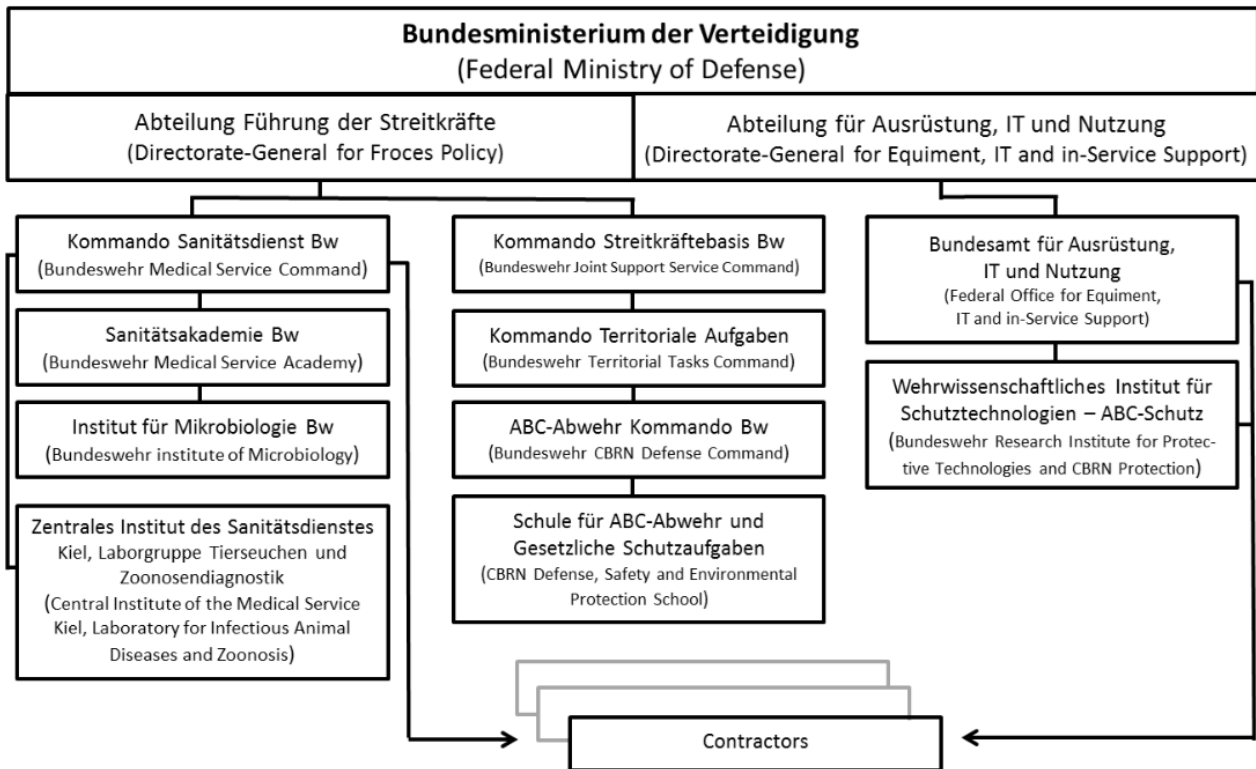 Bundesministerium der Verteidigung
(Federal Ministry of Defense)
Abteilung Führung der Streitkräfte
(Directorate-General for Froces Policy)
Abteilung für Ausrüstung, IT und Nutzung
(Directorate-General for Equiment, IT and in-Service Support)
Kommando Sanitätsdienst Bw
(Bundeswehr Medical Service Command)
Sanitätsakademie Bw
(Bundeswehr Medical Service Academy)
Institut für Mikrobiologie Bw
(Bundeswehr institute of Microbiology)
Zentrales Institut des Sanitätsdienstes
Kiel, Laborgruppe Tierseuchen und
Zoonosendiagnostik
(Central Institute of the Medical Service
Kiel, Laboratory for Infectious Animal
Diseases and Zoonosis)
Kommando Streitkräftebasis Bw
(Bundeswehr Joint Support Service Command)
Kommando Territoriale Aufgaben
(Bundeswehr Territorial Tasks Command)
ABC-Abwehr Kommando Bw
(Bundeswehr CBRN Defense Command)
Schule für ABC-Abwehr und
Gesetzliche Schutzaufgaben
(CBRN Defense, Safety and Environmental
Protection School)
Bundesamt für Ausrüstung,
IT und Nutzung
(Federal Office for Equiment,
IT and in-Service Support)
Wehrwissenschaftliches Institut für
Schutztechnologien – ABC-Schutz
(Bundeswehr Research Institute for Protec-
tive Technologies and CBRN Protection)
Contractors